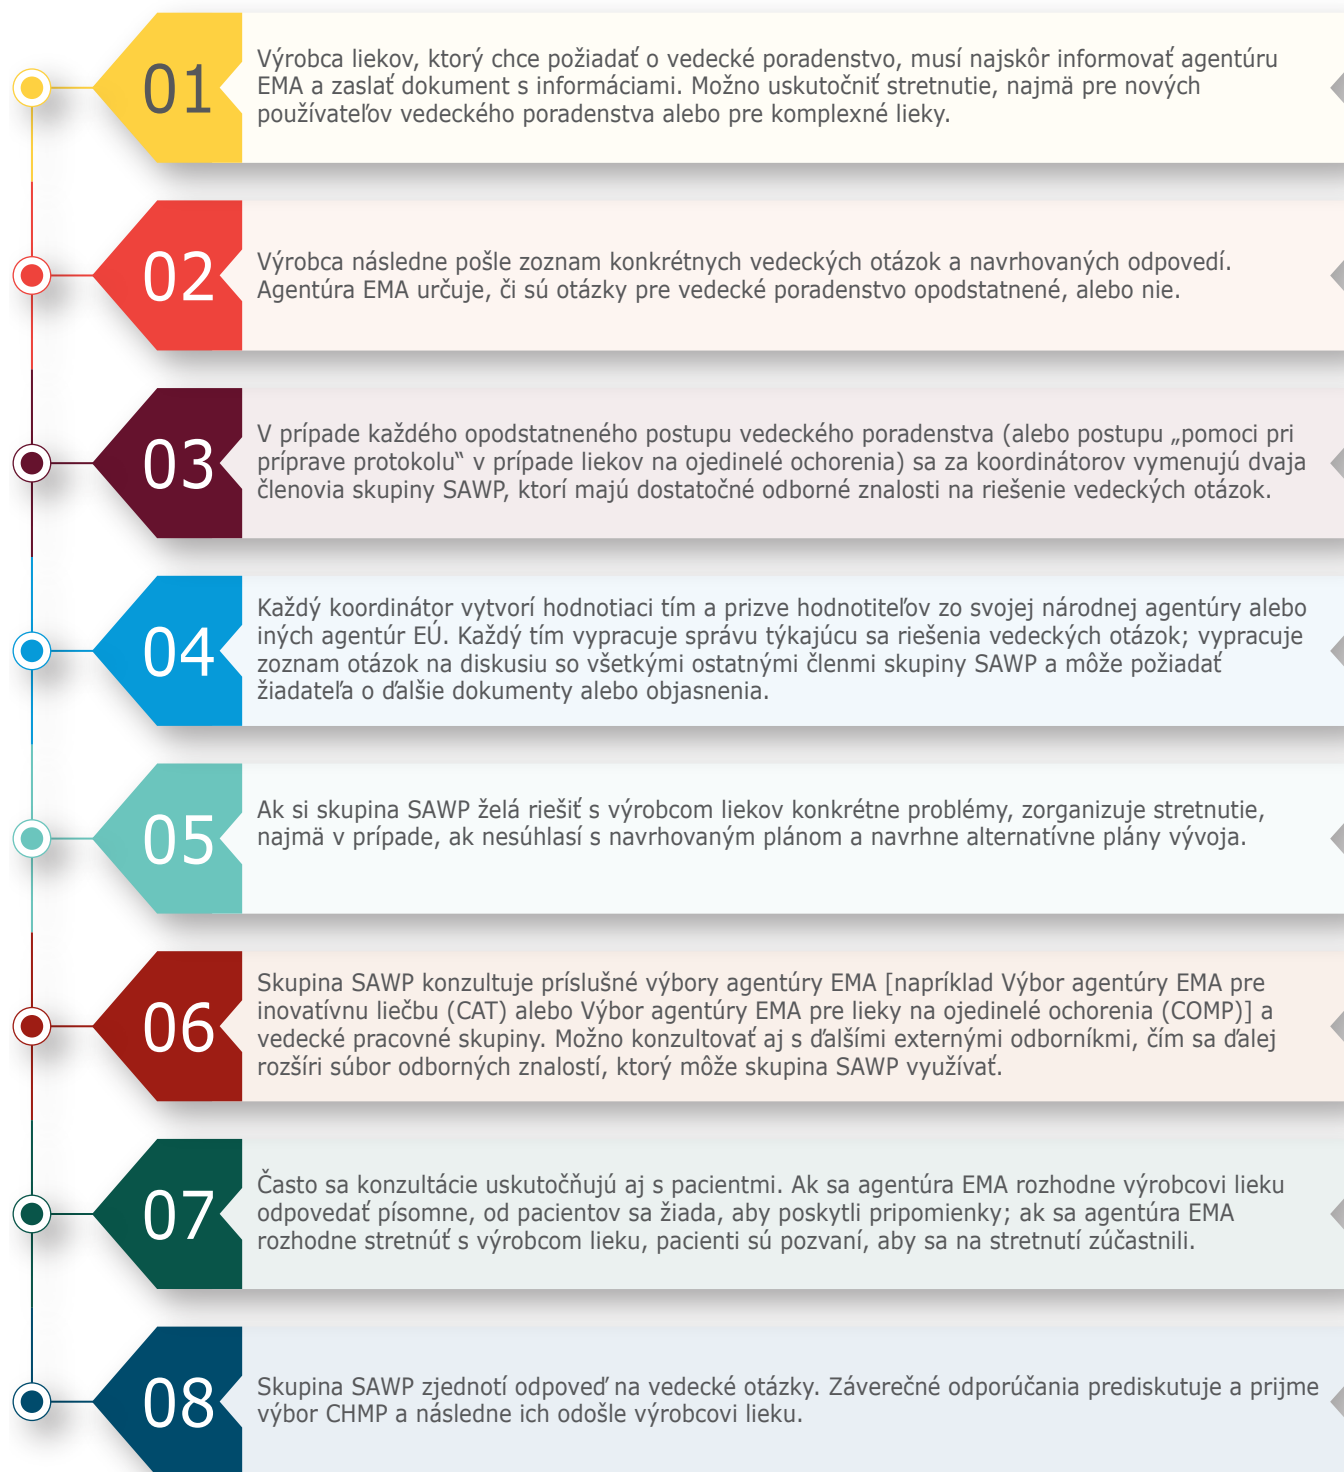 01
Výrobca liekov, ktorý chce požiadať o vedecké poradenstvo, musí najskôr informovať agentúru
EMA a zaslať dokument s informáciami. Možno uskutočniť stretnutie, najmä pre nových
používateľov vedeckého poradenstva alebo pre komplexné lieky.
02
Výrobca následne pošle zoznam konkrétnych vedeckých otázok a navrhovaných odpovedí.
Agentúra EMA určuje, či sú otázky pre vedecké poradenstvo opodstatnené, alebo nie.
03
V prípade každého opodstatneného postupu vedeckého poradenstva (alebo postupu „pomoci pri
príprave protokolu“ v prípade liekov na ojedinelé ochorenia) sa za koordinátorov vymenujú dvaja
členovia skupiny SAWP, ktorí majú dostatočné odborné znalosti na riešenie vedeckých otázok.
04
Každý koordinátor vytvorí hodnotiaci tím a prizve hodnotiteľov zo svojej národnej agentúry alebo
iných agentúr EÚ. Každý tím vypracuje správu týkajúcu sa riešenia vedeckých otázok; vypracuje
zoznam otázok na diskusiu so všetkými ostatnými členmi skupiny SAWP a môže požiadať
žiadateľa o ďalšie dokumenty alebo objasnenia.
05
Ak si skupina SAWP želá riešiť s výrobcom liekov konkrétne problémy, zorganizuje stretnutie,
najmä v prípade, ak nesúhlasí s navrhovaným plánom a navrhne alternatívne plány vývoja.
06
Skupina SAWP konzultuje príslušné výbory agentúry EMA [napríklad Výbor agentúry EMA pre
inovatívnu liečbu (CAT) alebo Výbor agentúry EMA pre lieky na ojedinelé ochorenia (COMP)] a
vedecké pracovné skupiny. Možno konzultovať aj s ďalšími externými odborníkmi, čím sa ďalej
rozšíri súbor odborných znalostí, ktorý môže skupina SAWP využívať.
07
Často sa konzultácie uskutočňujú aj s pacientmi. Ak sa agentúra EMA rozhodne výrobcovi lieku
odpovedať písomne, od pacientov sa žiada, aby poskytli pripomienky; ak sa agentúra EMA
rozhodne stretnúť s výrobcom lieku, pacienti sú pozvaní, aby sa na stretnutí zúčastnili.
08
Skupina SAWP zjednotí odpoveď na vedecké otázky. Záverečné odporúčania prediskutuje a prijme
výbor CHMP a následne ich odošle výrobcovi lieku.